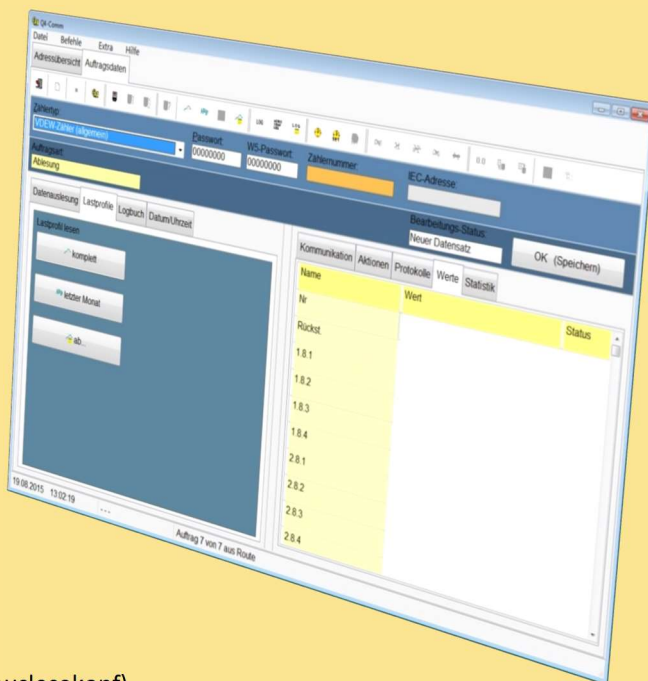 Q4-Comm
Datei Befehle Extra Hilfe
Adressübersicht Auftragsdaten
Zählertyp:
VDEW-Zähler (allgemein)
Passwort:
00000000
W5-Passwort:
00000000
Zählernummer:
IEC-Adresse:
Auftragsart:
Ablesung
Bearbeitungs-Status:
Neuer Datensatz
OK (Speichern)
Datenauslesung Lastprofile Logbuch Datum/Uhrzeit
Lastprofil lesen
komplett
letzter Monat
ab...
Kommunikation Aktionen Protokolle Werte Statistik
Name Wert Status
Nr
Rückst.
1.8.1
1.8.2
1.8.3
1.8.4
2.8.1
2.8.2
2.8.3
2.8.4
19.08.2015 13:02:19 ... Auftrag 7 von 7 aus Route